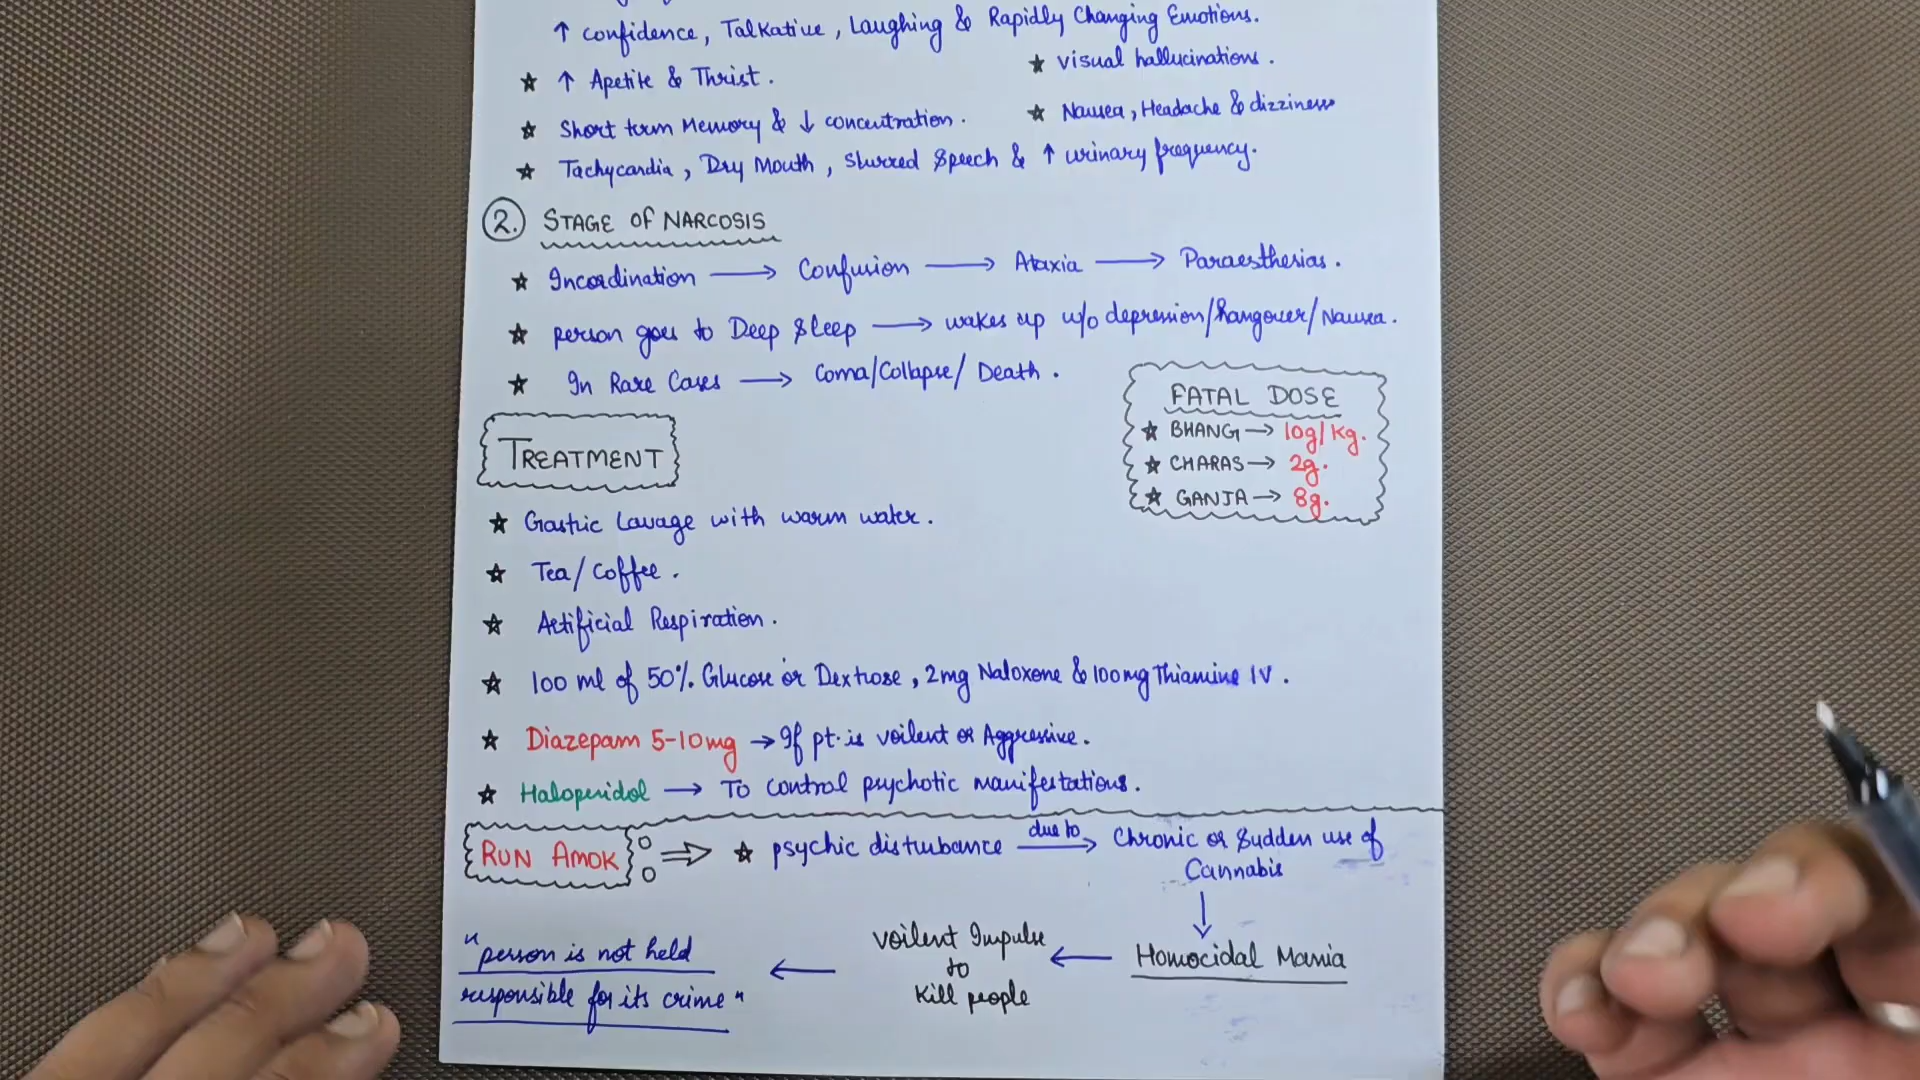 ↑ confidence, Talkative, Laughing & Rapidly Changing Emotions.
★ ↑ Apetite & Thrist.
★ visual hallucinations.
★ Short term Memory & ↓ concentration.
★ Nausea, Headache & dizziness
★ Tachycardia, Dry Mouth, Slurred Speech & ↑ urinary frequency.
2. STAGE OF NARCOSIS
★ Incordination → Confusion → Ataxia → Paraesthesias.
★ person goes to Deep Sleep → wakes up w/o depression/hangover/Nausea.
★ In Rare Cases → Coma/Collapse/ Death.
FATAL DOSE
★ BHANG → 10g/kg.
★ CHARAS → 2g.
★ GANJA → 8g.
TREATMENT
★ Gastric Lavage with warm water.
★ Tea/Coffee.
★ Artificial Respiration.
★ 100 ml of 50% Glucose or Dextrose, 2mg Naloxone & 100mg Thiamine IV.
★ Diazepam 5-10mg → If pt. is voilent or Aggressive.
★ Haloperidol → To control psychotic manifestations.
RUN AMOK ⇒ ★ psychic disturbance due to → Chronic or Sudden use of
Cannabis
↓
Homocidal Mania
← voilent Impulse
to
kill people
← "person is not held
responsible for its crime"